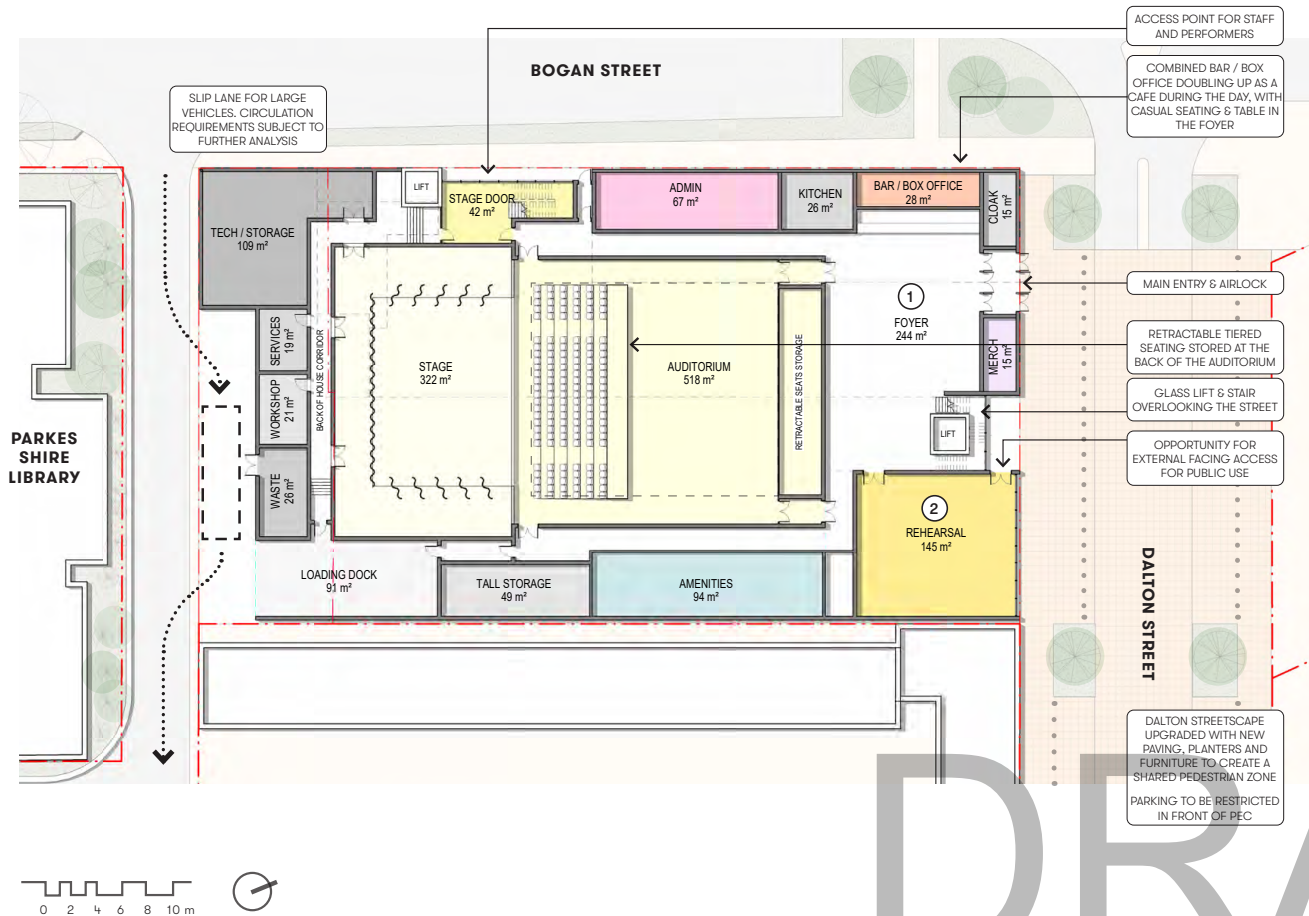 ACCESS POINT FOR STAFF
AND PERFORMERS
BOGAN STREET
COMBINED BAR / BOX
OFFICE DOUBLING UP AS A
CAFE DURING THE DAY, WITH
CASUAL SEATING & TABLE IN
THE FOYER
SLIP LANE FOR LARGE
VEHICLES. CIRCULATION
REQUIREMENTS SUBJECT TO
FURTHER ANALYSIS
LIFT
STAGE DOOR
42 m²
ADMIN
67 m²
KITCHEN
26 m²
BAR / BOX OFFICE
28 m²
CLOAK
15 m²
TECH / STORAGE
109 m²
MAIN ENTRY & AIRLOCK
1
FOYER
244 m²
SERVICES
19 m²
BACK OF HOUSE CORRIDOR
STAGE
322 m²
AUDITORIUM
518 m²
RETRACTABLE SEATS STORAGE
MERCH
15 m²
RETRACTABLE TIERED
SEATING STORED AT THE
BACK OF THE AUDITORIUM
WORKSHOP
21 m²
GLASS LIFT & STAIR
OVERLOOKING THE STREET
LIFT
PARKES
SHIRE
LIBRARY
OPPORTUNITY FOR
EXTERNAL FACING ACCESS
FOR PUBLIC USE
WASTE
26 m²
2
REHEARSAL
145 m²
LOADING DOCK
91 m²
TALL STORAGE
49 m²
AMENITIES
94 m²
DALTON STREET
DALTON STREETSCAPE
UPGRADED WITH NEW
PAVING, PLANTERS AND
FURNITURE TO CREATE A
SHARED PEDESTRIAN ZONE
PARKING TO BE RESTRICTED
IN FRONT OF PEC
DRA
0 2 4 6 8 10 m